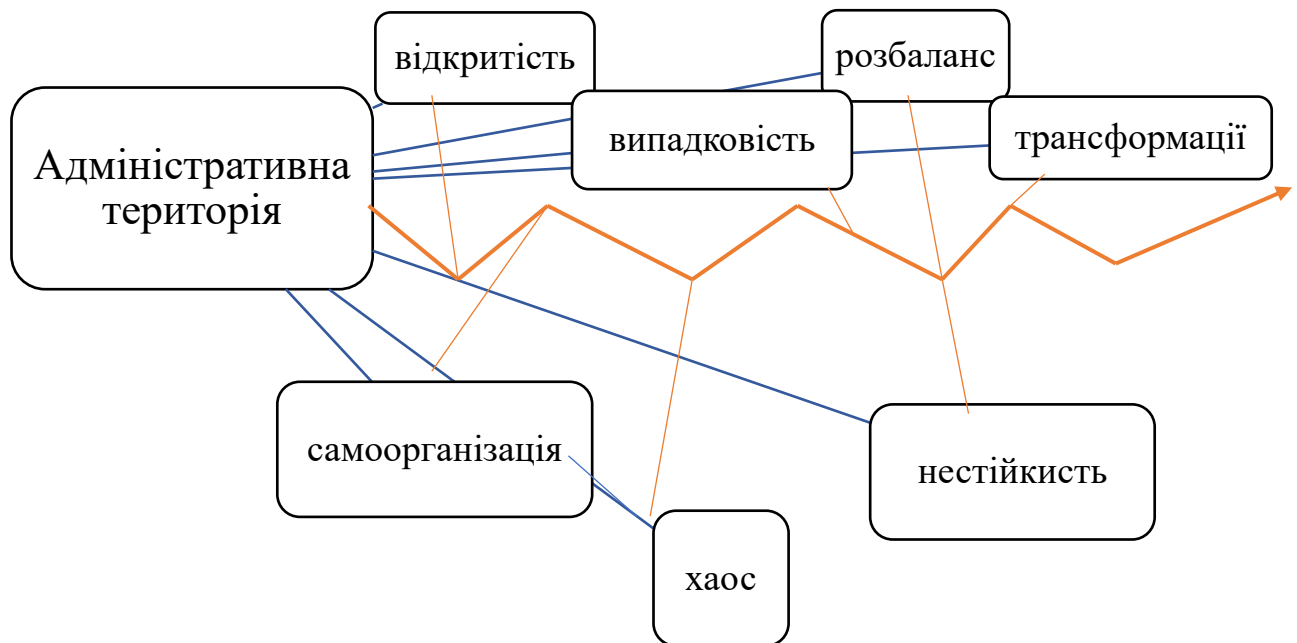 відкритість
розбаланс
випадковість
трансформації
Адміністративна
територія
самоорганізація
нестійкисть
хаос